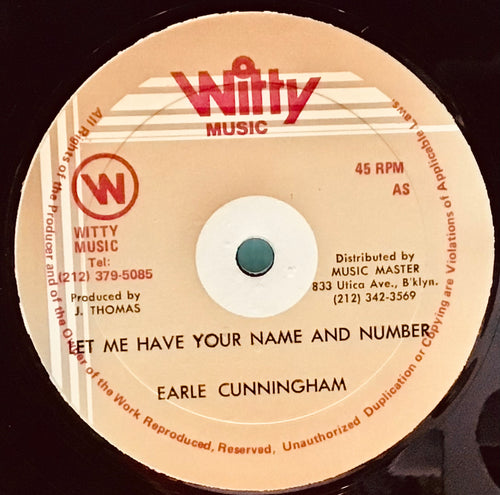 Witty
MUSIC
W
WITTY
MUSIC
Tel:
(212) 379-5085
Produced by
J. THOMAS
45 RPM
AS
Distributed by
MUSIC MASTER
833 Utica Ave., B'klyn.
(212) 342-3569
LET ME HAVE YOUR NAME AND NUMBER
EARLE CUNNINGHAM
All Rights of the Producer and of the Owner of the Work Reproduced, Reserved, Unauthorized Duplication or Copying are Violations of Applicable Laws